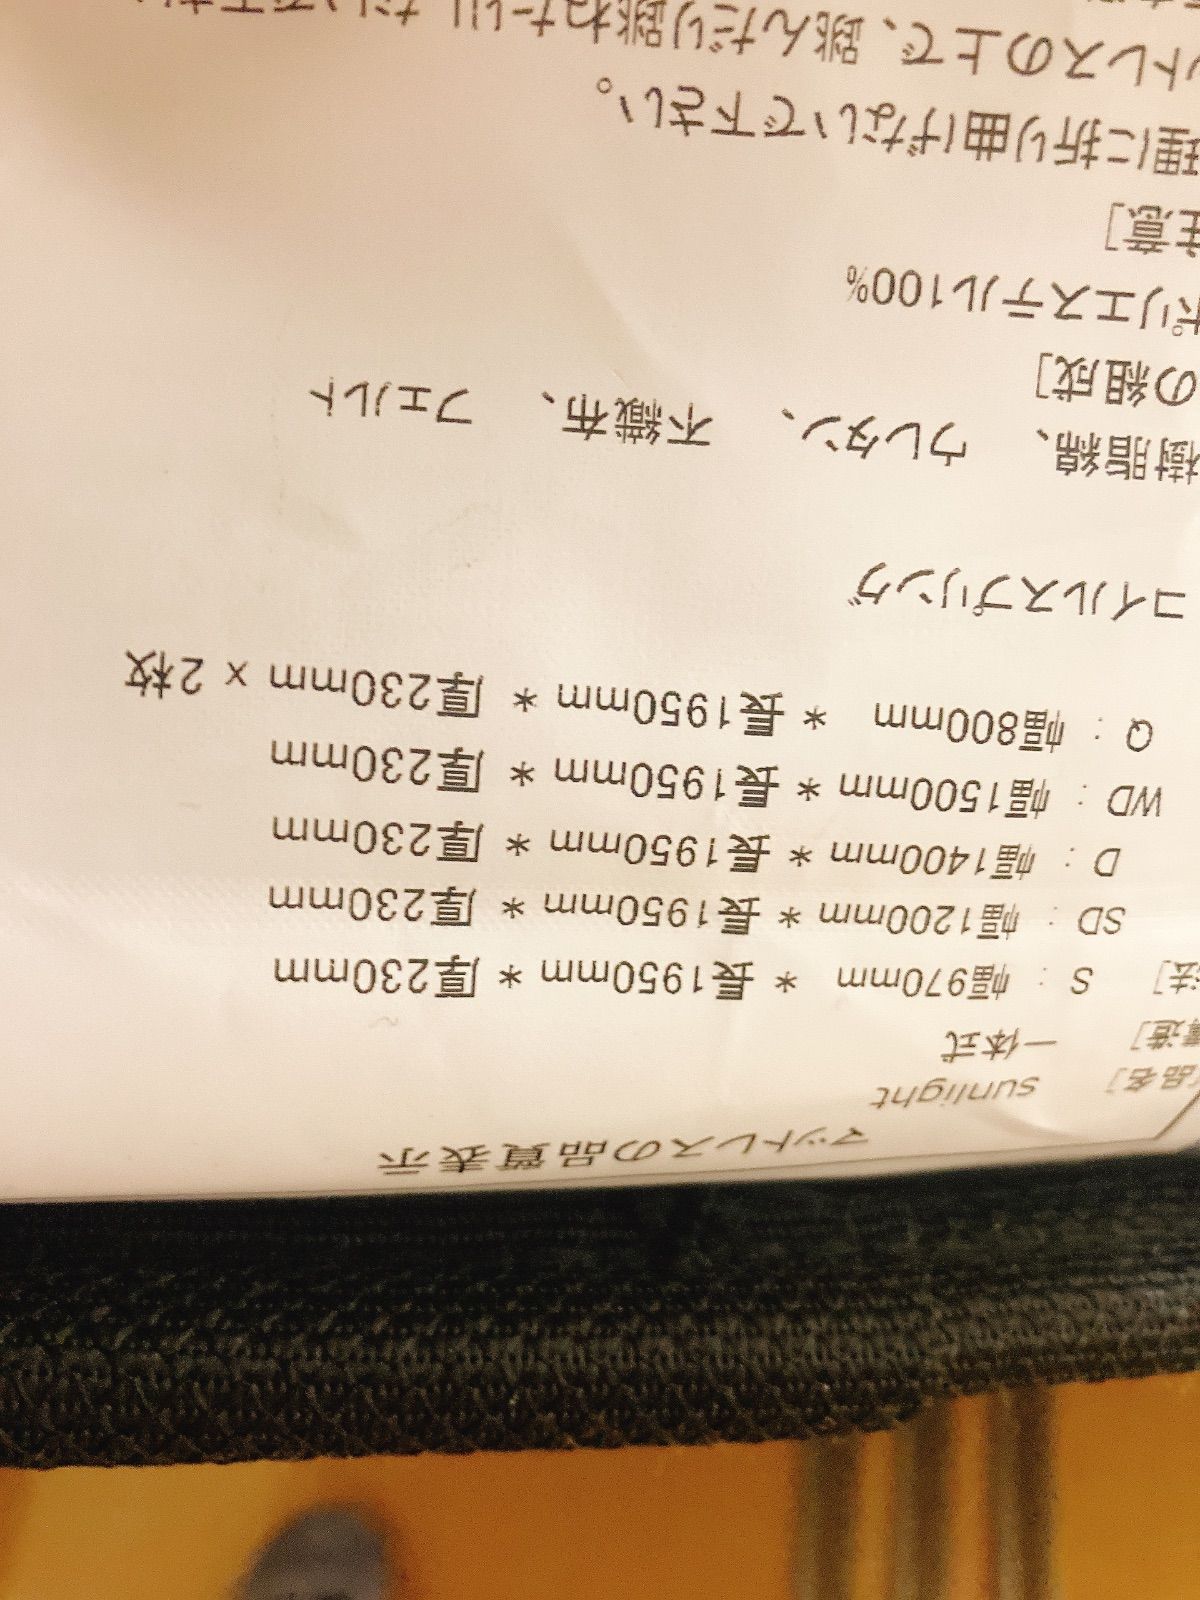 マットレスの品質表示
品名] sunlight
構造] 一体式
法] S : 幅970mm * 長1950mm * 厚230mm
SD : 幅1200mm * 長1950mm * 厚230mm
D : 幅1400mm * 長1950mm * 厚230mm
WD : 幅1500mm * 長1950mm * 厚230mm
Q : 幅800mm * 長1950mm * 厚230mm x 2枚
コイルスプリング
樹脂綿、 ウレタン、 不織布、 フェルト
の組成]
ポリエステル100%
注意]
理に折り曲げないで下さい。
ットレスの上で、跳んだり跳ねたりしないで下さい